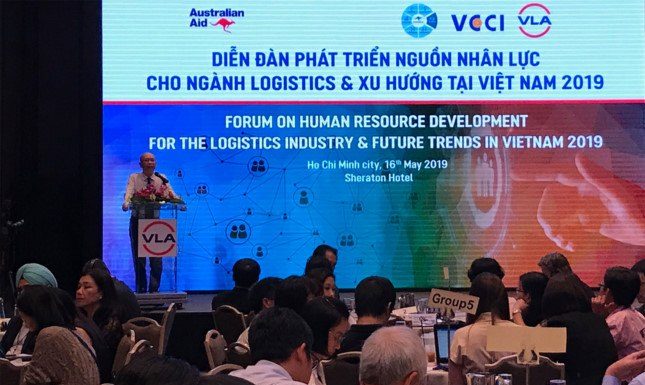 Australian
Aid
VCCI VLA
DIỄN ĐÀN PHÁT TRIỂN NGUỒN NHÂN LỰC
CHO NGÀNH LOGISTICS & XU HƯỚNG TẠI VIỆT NAM 2019
FORUM ON HUMAN RESOURCE DEVELOPMENT
FOR THE LOGISTICS INDUSTRY & FUTURE TRENDS IN VIETNAM 2019
Ho Chi Minh city, 16th May 2019
Sheraton Hotel
VLA
Group5